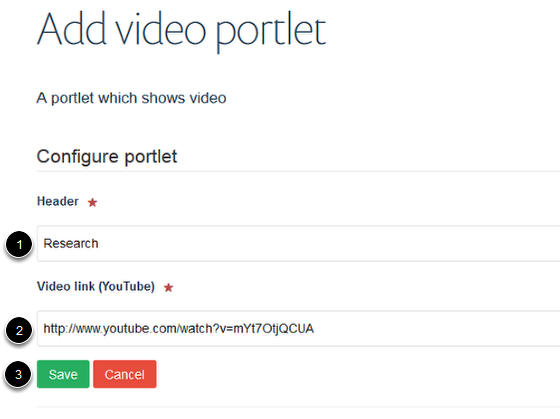 Add video portlet
A portlet which shows video
Configure portlet
Header ★
1 Research
Video link (YouTube) ★
2 http://www.youtube.com/watch?v=mYt7OtjQCUA
3 Save Cancel